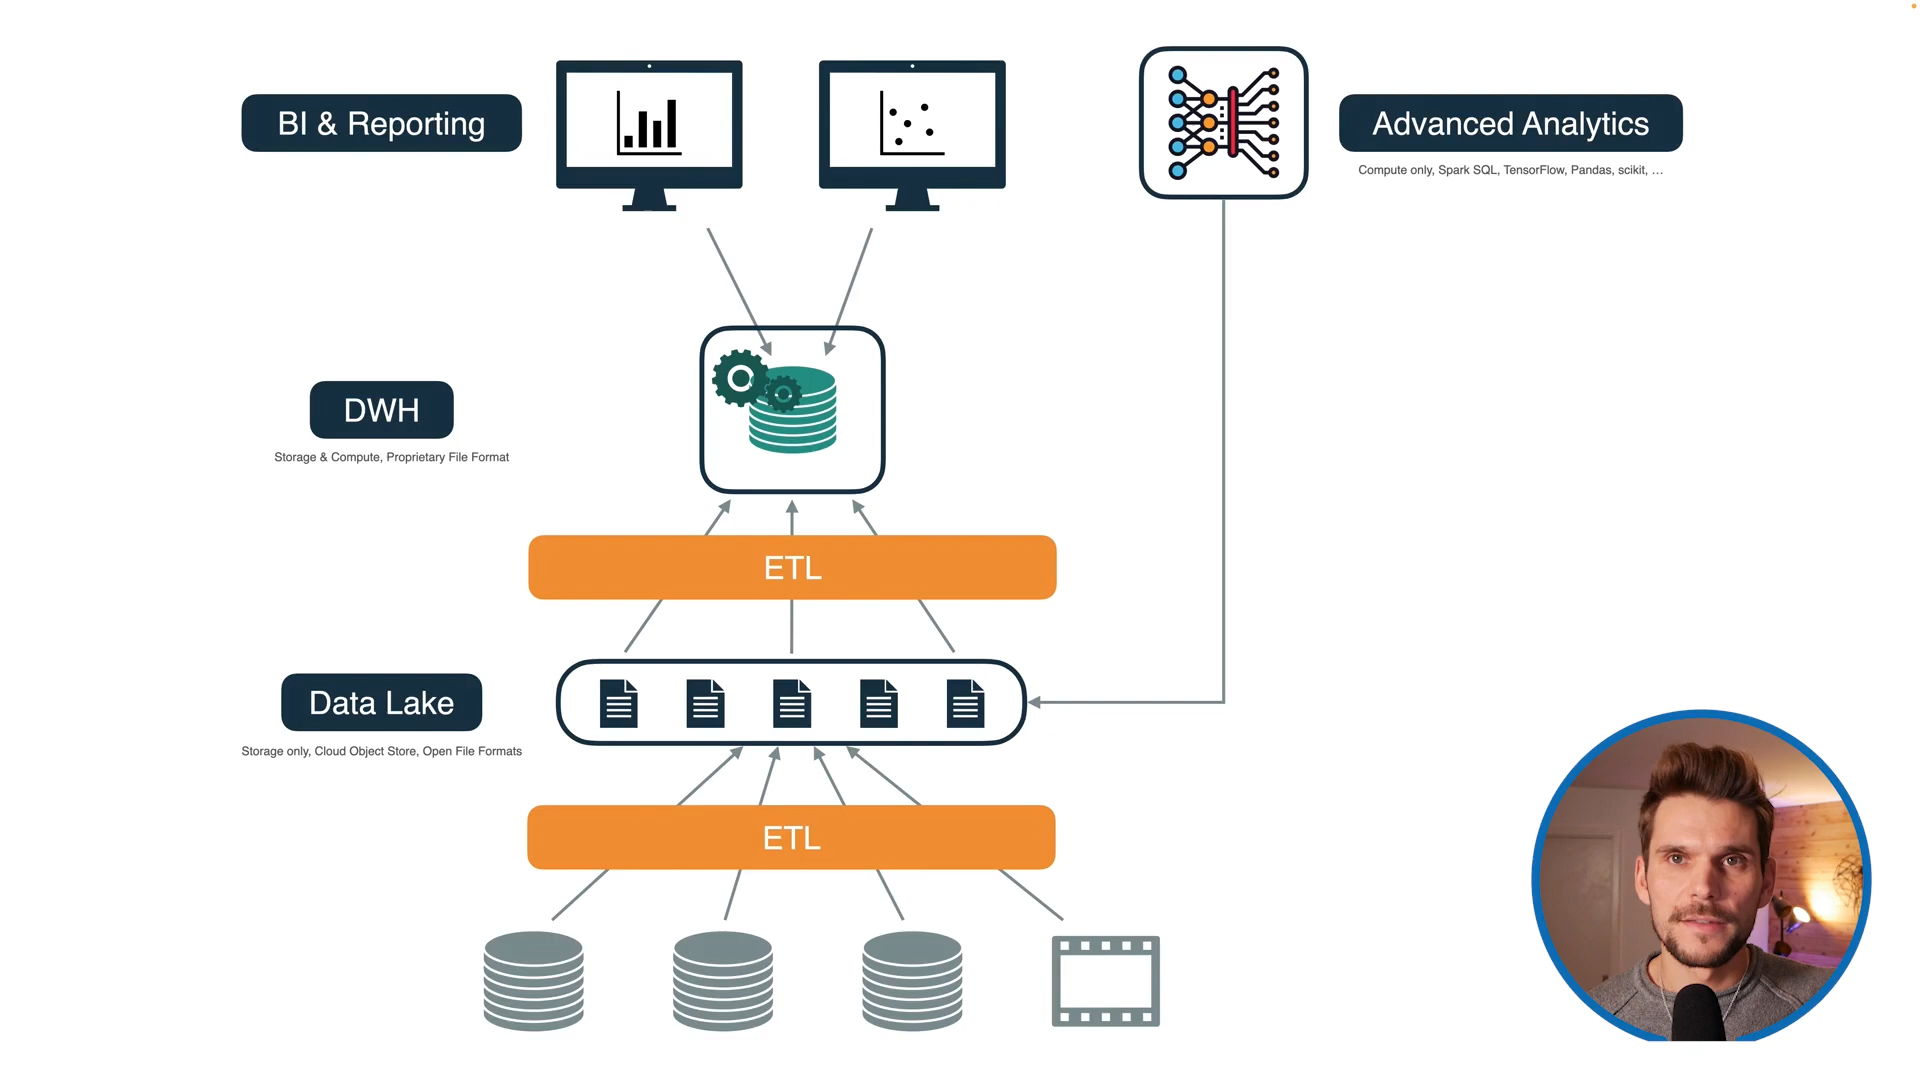 BI & Reporting
Advanced Analytics
Compute only, Spark SQL, TensorFlow, Pandas, scikit, …
DWH
Storage & Compute, Proprietary File Format
ETL
Data Lake
Storage only, Cloud Object Store, Open File Formats
ETL